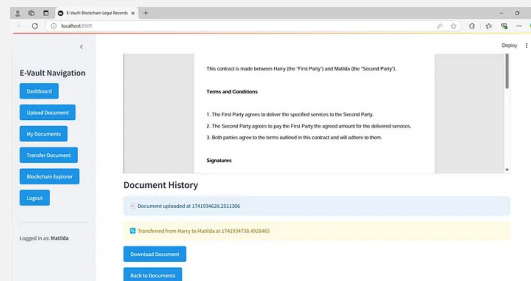 E-Vault Blockchain Legal Records
localhost:8501
Deploy
E-Vault Navigation
Dashboard
Upload Document
My Documents
Transfer Document
Blockchain Explorer
Logout
Logged in as: Matilda
This contract is made between Harry (the "First Party") and Matilda (the "Second Party").
Terms and Conditions
1. The First Party agrees to deliver the specified services to the Second Party.
2. The Second Party agrees to pay the First Party the agreed amount for the delivered services.
3. Both parties agree to the terms outlined in this contract and will adhere to them.
Signatures
Document History
Document uploaded at 1741934628.2511306
Transferred from Harry to Matilda at 1741934738.4928465
Download Document
Back to Documents